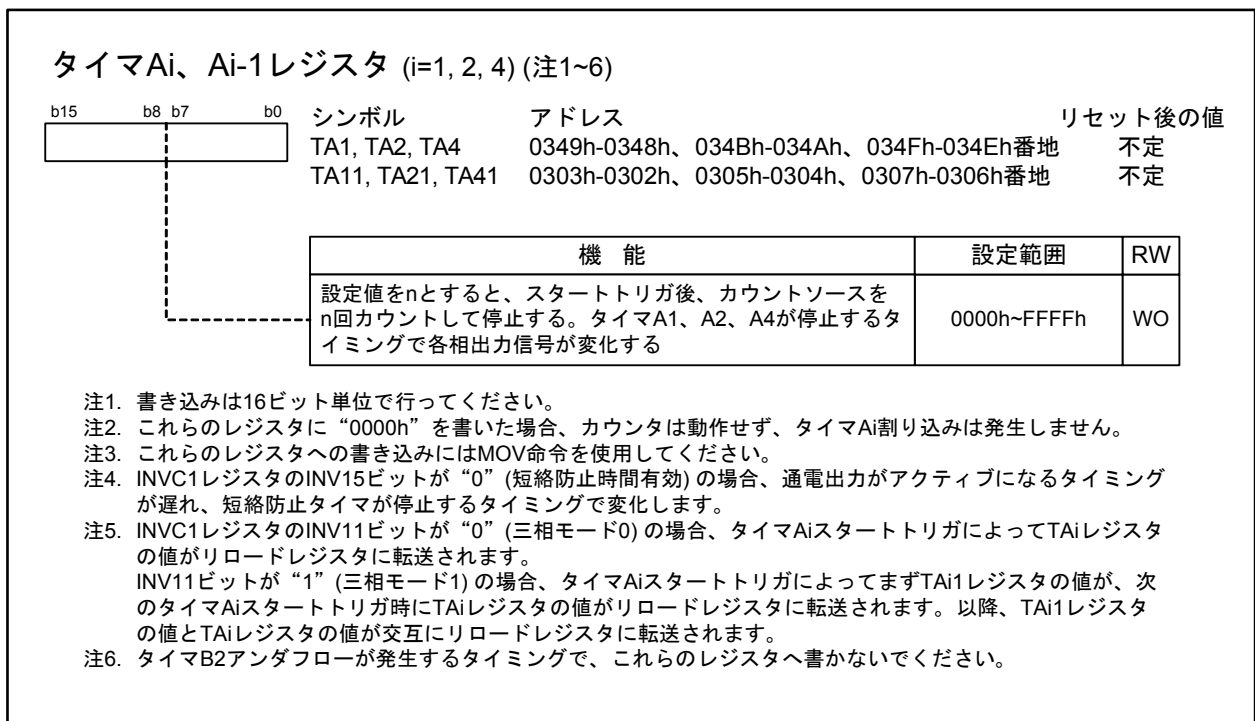 タイマAi、Ai-1レジスタ (i=1, 2, 4) (注1~6)
b15 b8 b7 b0
シンボル アドレス リセット後の値
TA1, TA2, TA4 0349h-0348h、034Bh-034Ah、034Fh-034Eh番地 不定
TA11, TA21, TA41 0303h-0302h、0305h-0304h、0307h-0306h番地 不定
機 能 設定範囲 RW
設定値をnとすると、スタートトリガ後、カウントソースを
n回カウントして停止する。タイマA1、A2、A4が停止するタ
イミングで各相出力信号が変化する
0000h~FFFFh WO
注1. 書き込みは16ビット単位で行ってください。
注2. これらのレジスタに“0000h”を書いた場合、カウンタは動作せず、タイマAi割り込みは発生しません。
注3. これらのレジスタへの書き込みにはMOV命令を使用してください。
注4. INVC1レジスタのINV15ビットが“0”(短絡防止時間有効) の場合、通電出力がアクティブになるタイミング
が遅れ、短絡防止タイマが停止するタイミングで変化します。
注5. INVC1レジスタのINV11ビットが“0”(三相モード0) の場合、タイマAiスタートトリガによってTAiレジスタ
の値がリロードレジスタに転送されます。
INV11ビットが“1”(三相モード1) の場合、タイマAiスタートトリガによってまずTAi1レジスタの値が、次
のタイマAiスタートトリガ時にTAiレジスタの値がリロードレジスタに転送されます。以降、TAi1レジスタ
の値とTAiレジスタの値が交互にリロードレジスタに転送されます。
注6. タイマB2アンダフローが発生するタイミングで、これらのレジスタへ書かないでください。